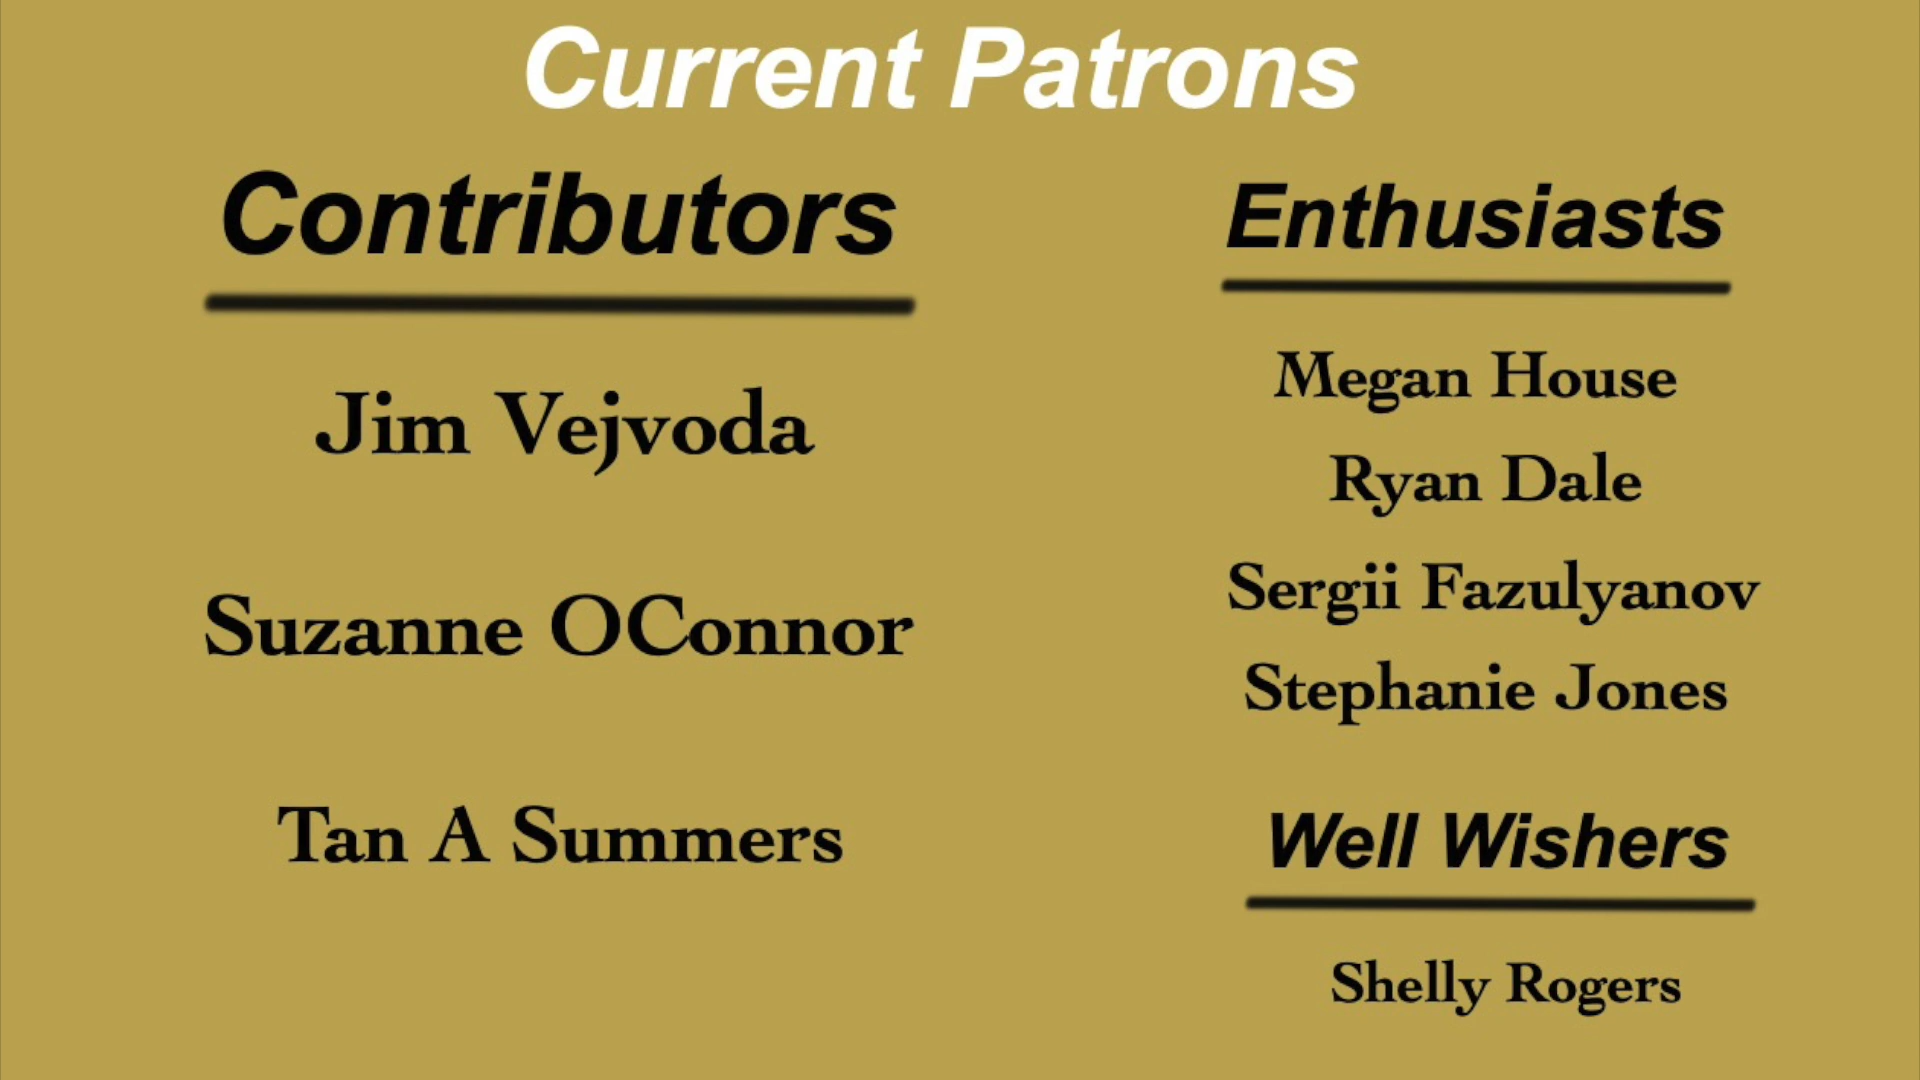 Current Patrons
Contributors
Jim Vejvoda
Suzanne OConnor
Tan A Summers
Enthusiasts
Megan House
Ryan Dale
Sergii Fazulyanov
Stephanie Jones
Well Wishers
Shelly Rogers